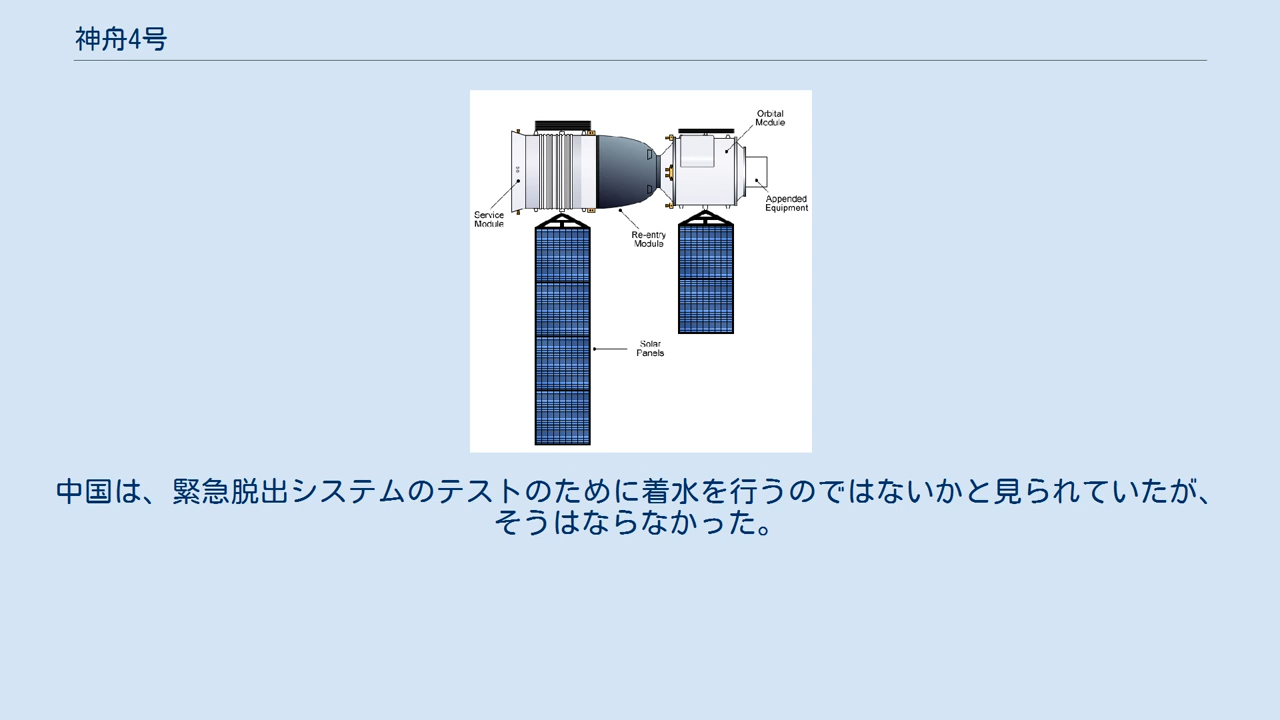 神舟4号
Orbital
Module
Appended
Equipment
Service
Module
Re-entry
Module
Solar
Panels
中国は、緊急脱出システムのテストのために着水を行うのではないかと見られていたが、
そうはならなかった。